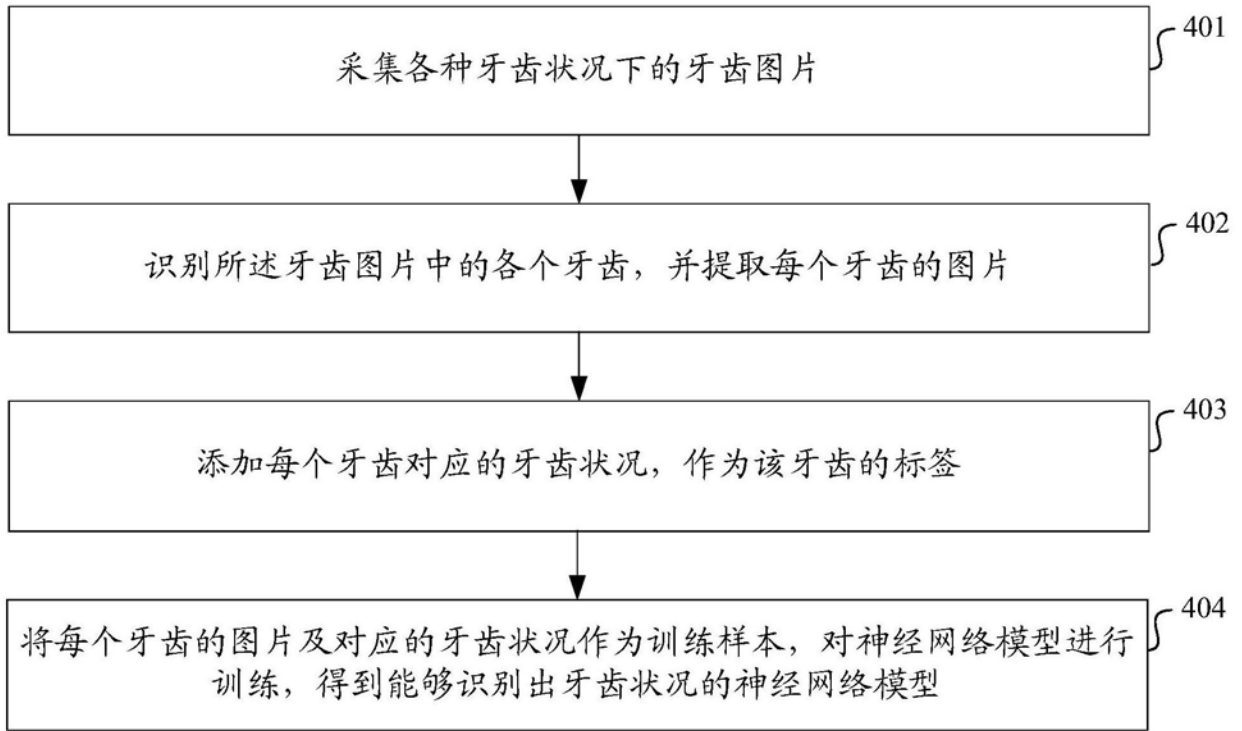 采集各种牙齿状况下的牙齿图片
401
识别所述牙齿图片中的各个牙齿，并提取每个牙齿的图片
402
添加每个牙齿对应的牙齿状况，作为该牙齿的标签
403
将每个牙齿的图片及对应的牙齿状况作为训练样本，对神经网络模型进行
训练，得到能够识别出牙齿状况的神经网络模型
404